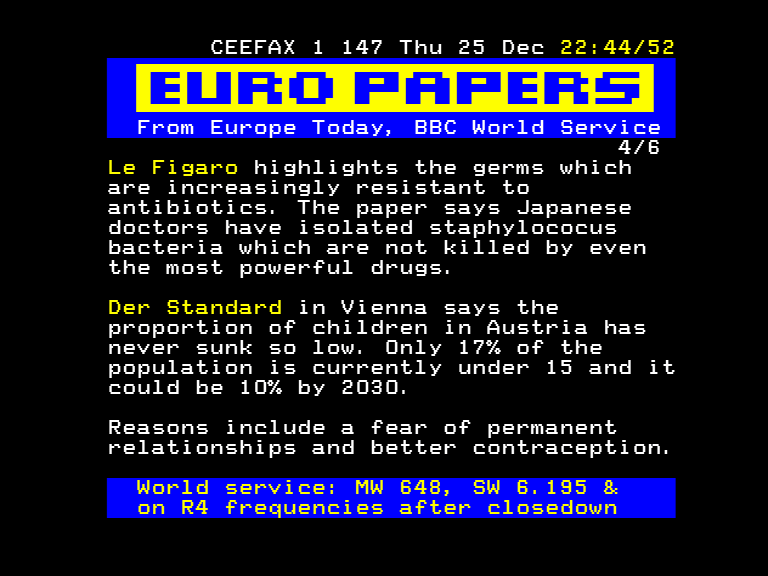 CEEFAX 1 147 Thu 25 Dec 22:44/52
EURO PAPERS
From Europe Today, BBC World Service
4/6
Le Figaro highlights the germs which
are increasingly resistant to
antibiotics. The paper says Japanese
doctors have isolated staphylococus
bacteria which are not killed by even
the most powerful drugs.
Der Standard in Vienna says the
proportion of children in Austria has
never sunk so low. Only 17% of the
population is currently under 15 and it
could be 10% by 2030.
Reasons include a fear of permanent
relationships and better contraception.
World service: MW 648, SW 6.195 &
on R4 frequencies after closedown